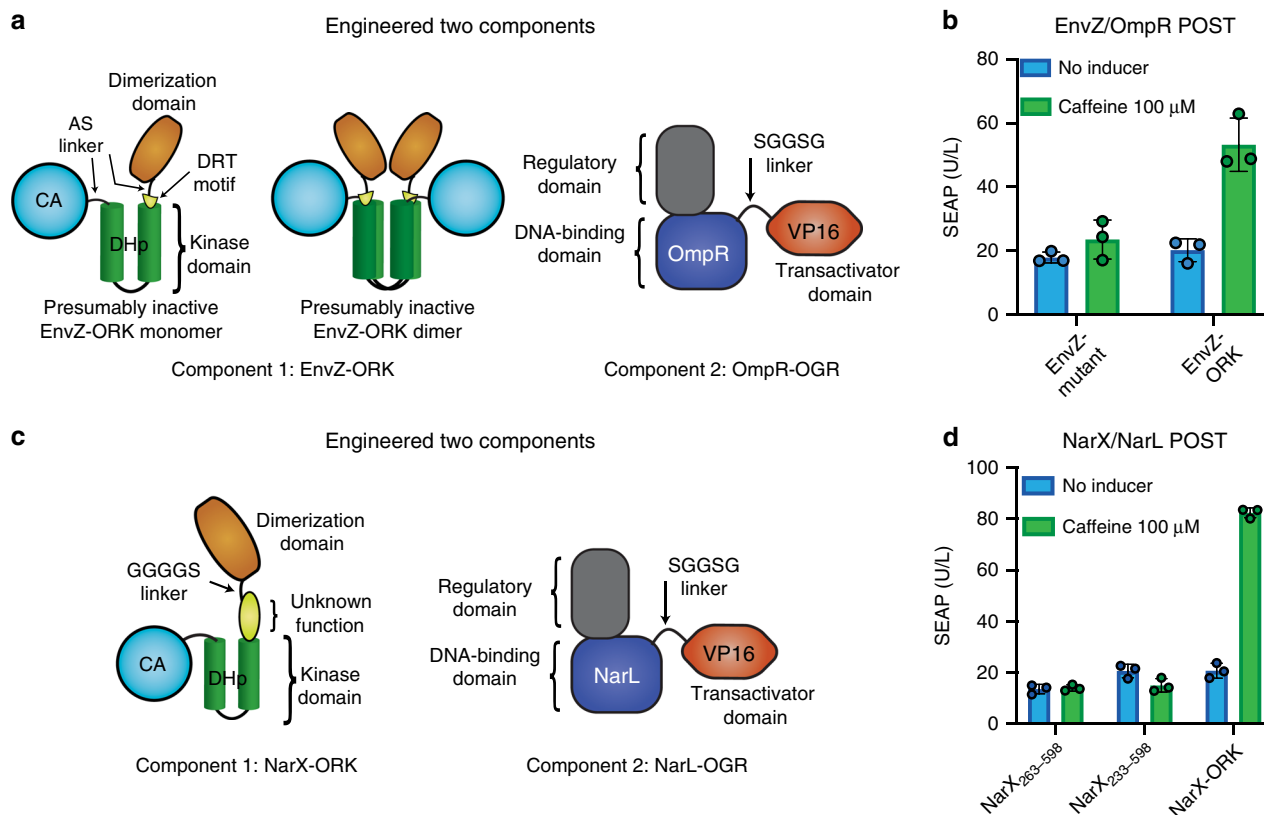 a
Engineered two components
Dimerization
domain
AS
linker
DRT
motif
CA
DHp
Kinase
domain
Presumably inactive
EnvZ-ORK monomer
Presumably inactive
EnvZ-ORK dimer
Component 1: EnvZ-ORK
Regulatory
domain
SGGSG
linker
DNA-binding
domain
OmpR
VP16
Transactivator
domain
Component 2: OmpR-OGR
b
EnvZ/OmpR POST
No inducer
Caffeine 100 μM
SEAP (U/L)
80
60
40
20
0
EnvZ-
mutant
EnvZ-
ORK
c
Engineered two components
Dimerization
domain
GGGGS
linker
Unknown
function
CA
DHp
Kinase
domain
Component 1: NarX-ORK
Regulatory
domain
SGGSG
linker
DNA-binding
domain
NarL
VP16
Transactivator
domain
Component 2: NarL-OGR
d
NarX/NarL POST
No inducer
Caffeine 100 μM
SEAP (U/L)
100
80
60
40
20
0
NarX263–598
NarX233–598
NarX-ORK